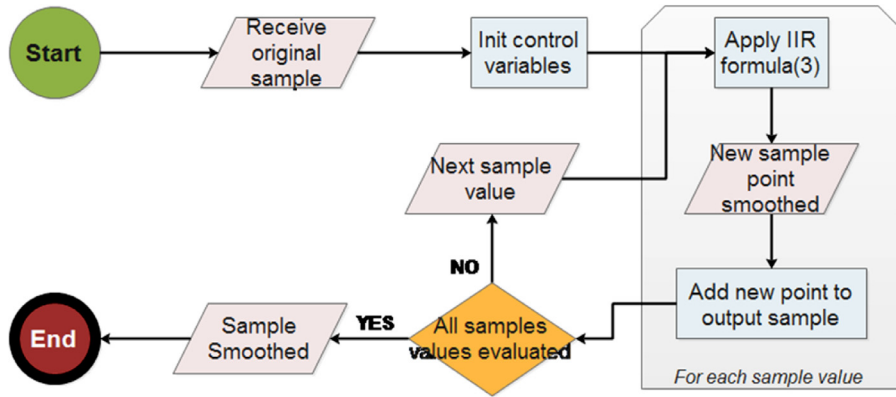 Start
Receive
original
sample
Init control
variables
Apply IIR
formula(3)
New sample
point
smoothed
Add new point to
output sample
For each sample value
Next sample
value
NO
All samples
values evaluated
YES
Sample
Smoothed
End